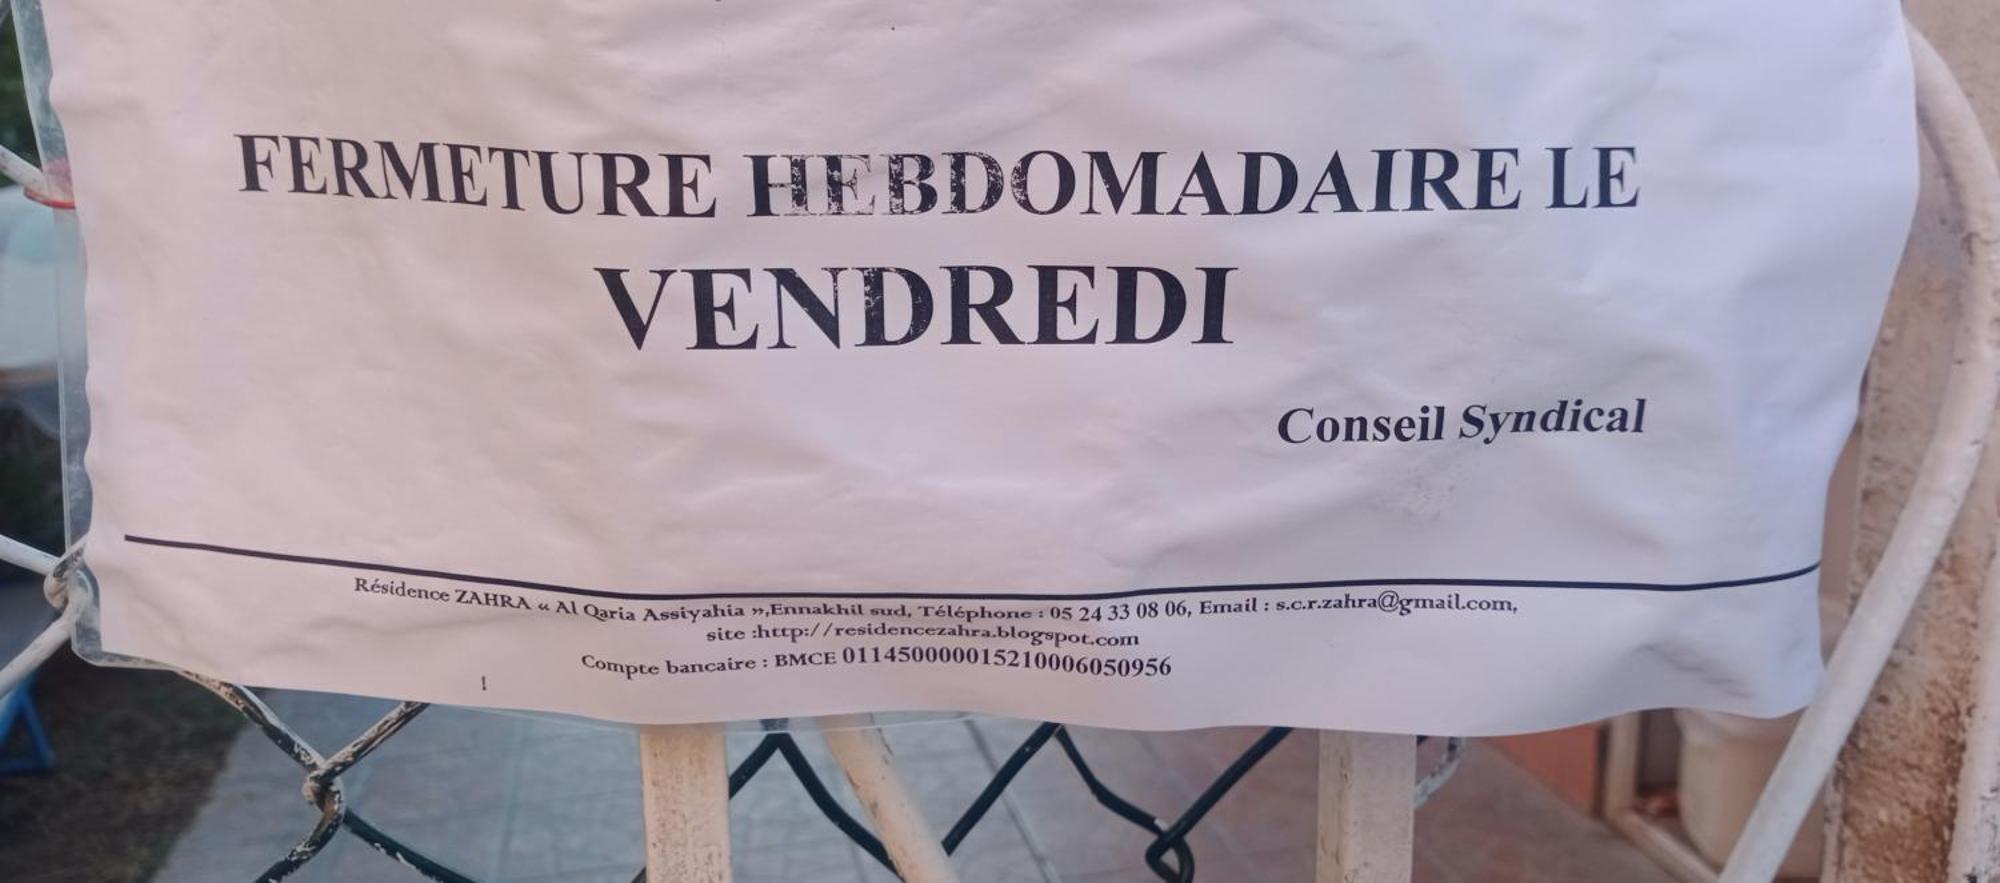 FERMETURE HEBDOMADAIRE LE
VENDREDI
Conseil Syndical
Résidence ZAHRA « Al Qaria Assiyahia »,Ennakhil sud, Téléphone : 05 24 33 08 06, Email : s.c.r.zahra@gmail.com,
site :http://residencezahra.blogspot.com
Compte bancaire : BMCE 011450000015210006050956